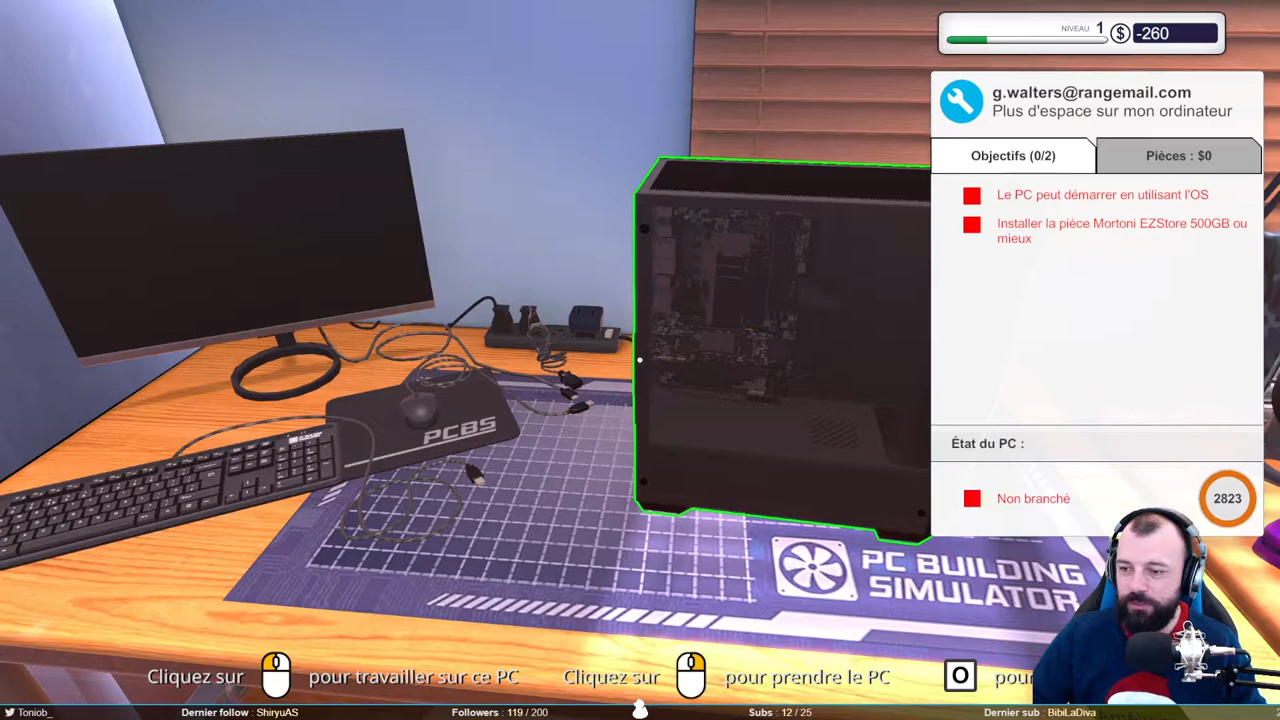 NIVEAU 1 $ -260
g.walters@rangemail.com
Plus d'espace sur mon ordinateur
Objectifs (0/2)
Pièces : $0
Le PC peut démarrer en utilisant l'OS
Installer la pièce Mortoni EZStore 500GB ou
mieux
État du PC :
Non branché
2823
PCBS
PC BUILDING
SIMULATOR
Cliquez sur pour travailler sur ce PC
Cliquez sur pour prendre le PC
O
Toniob_
Dernier follow : ShiryuAS
Followers : 119 / 200
Subs : 12 / 25
Dernier sub : BibiLaDiva